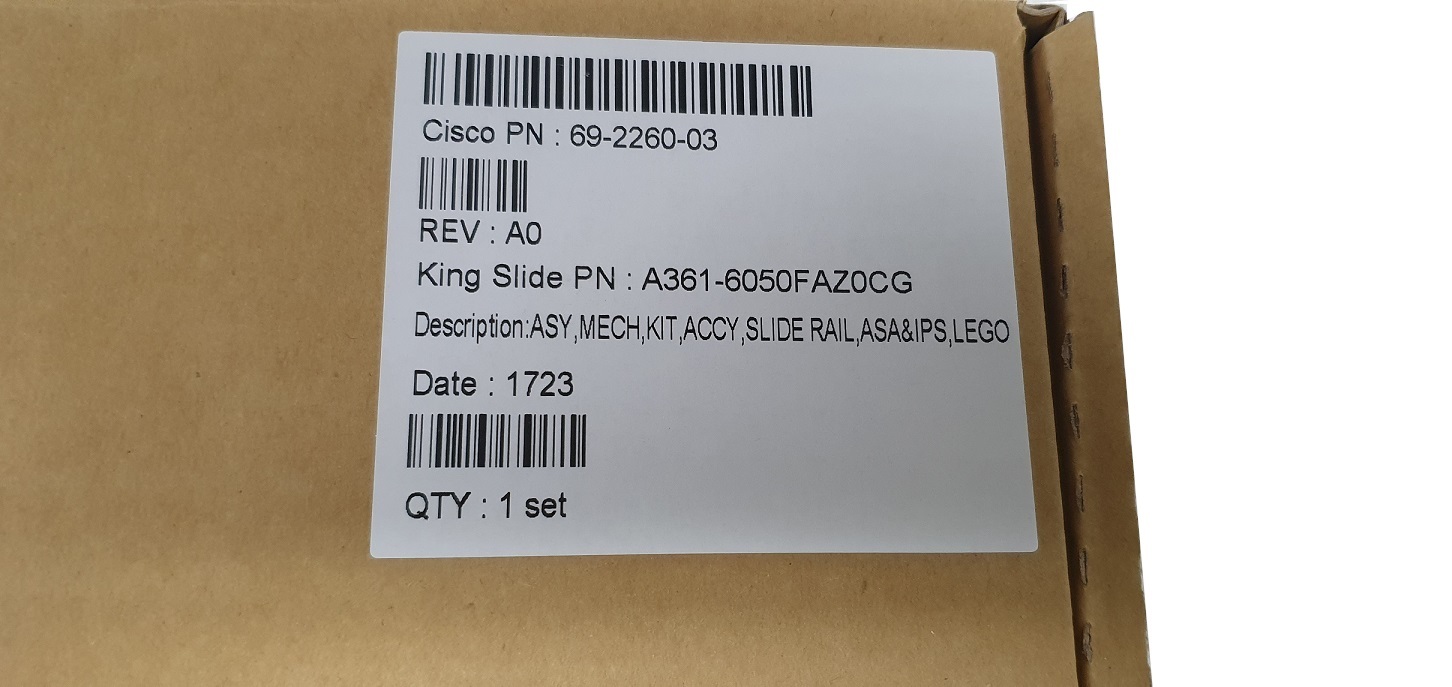 Cisco PN : 69-2260-03
REV : A0
King Slide PN : A361-6050FAZ0CG
Description:ASY,MECH,KIT,ACCY,SLIDE RAIL,ASA&IPS,LEGO
Date : 1723
QTY : 1 set